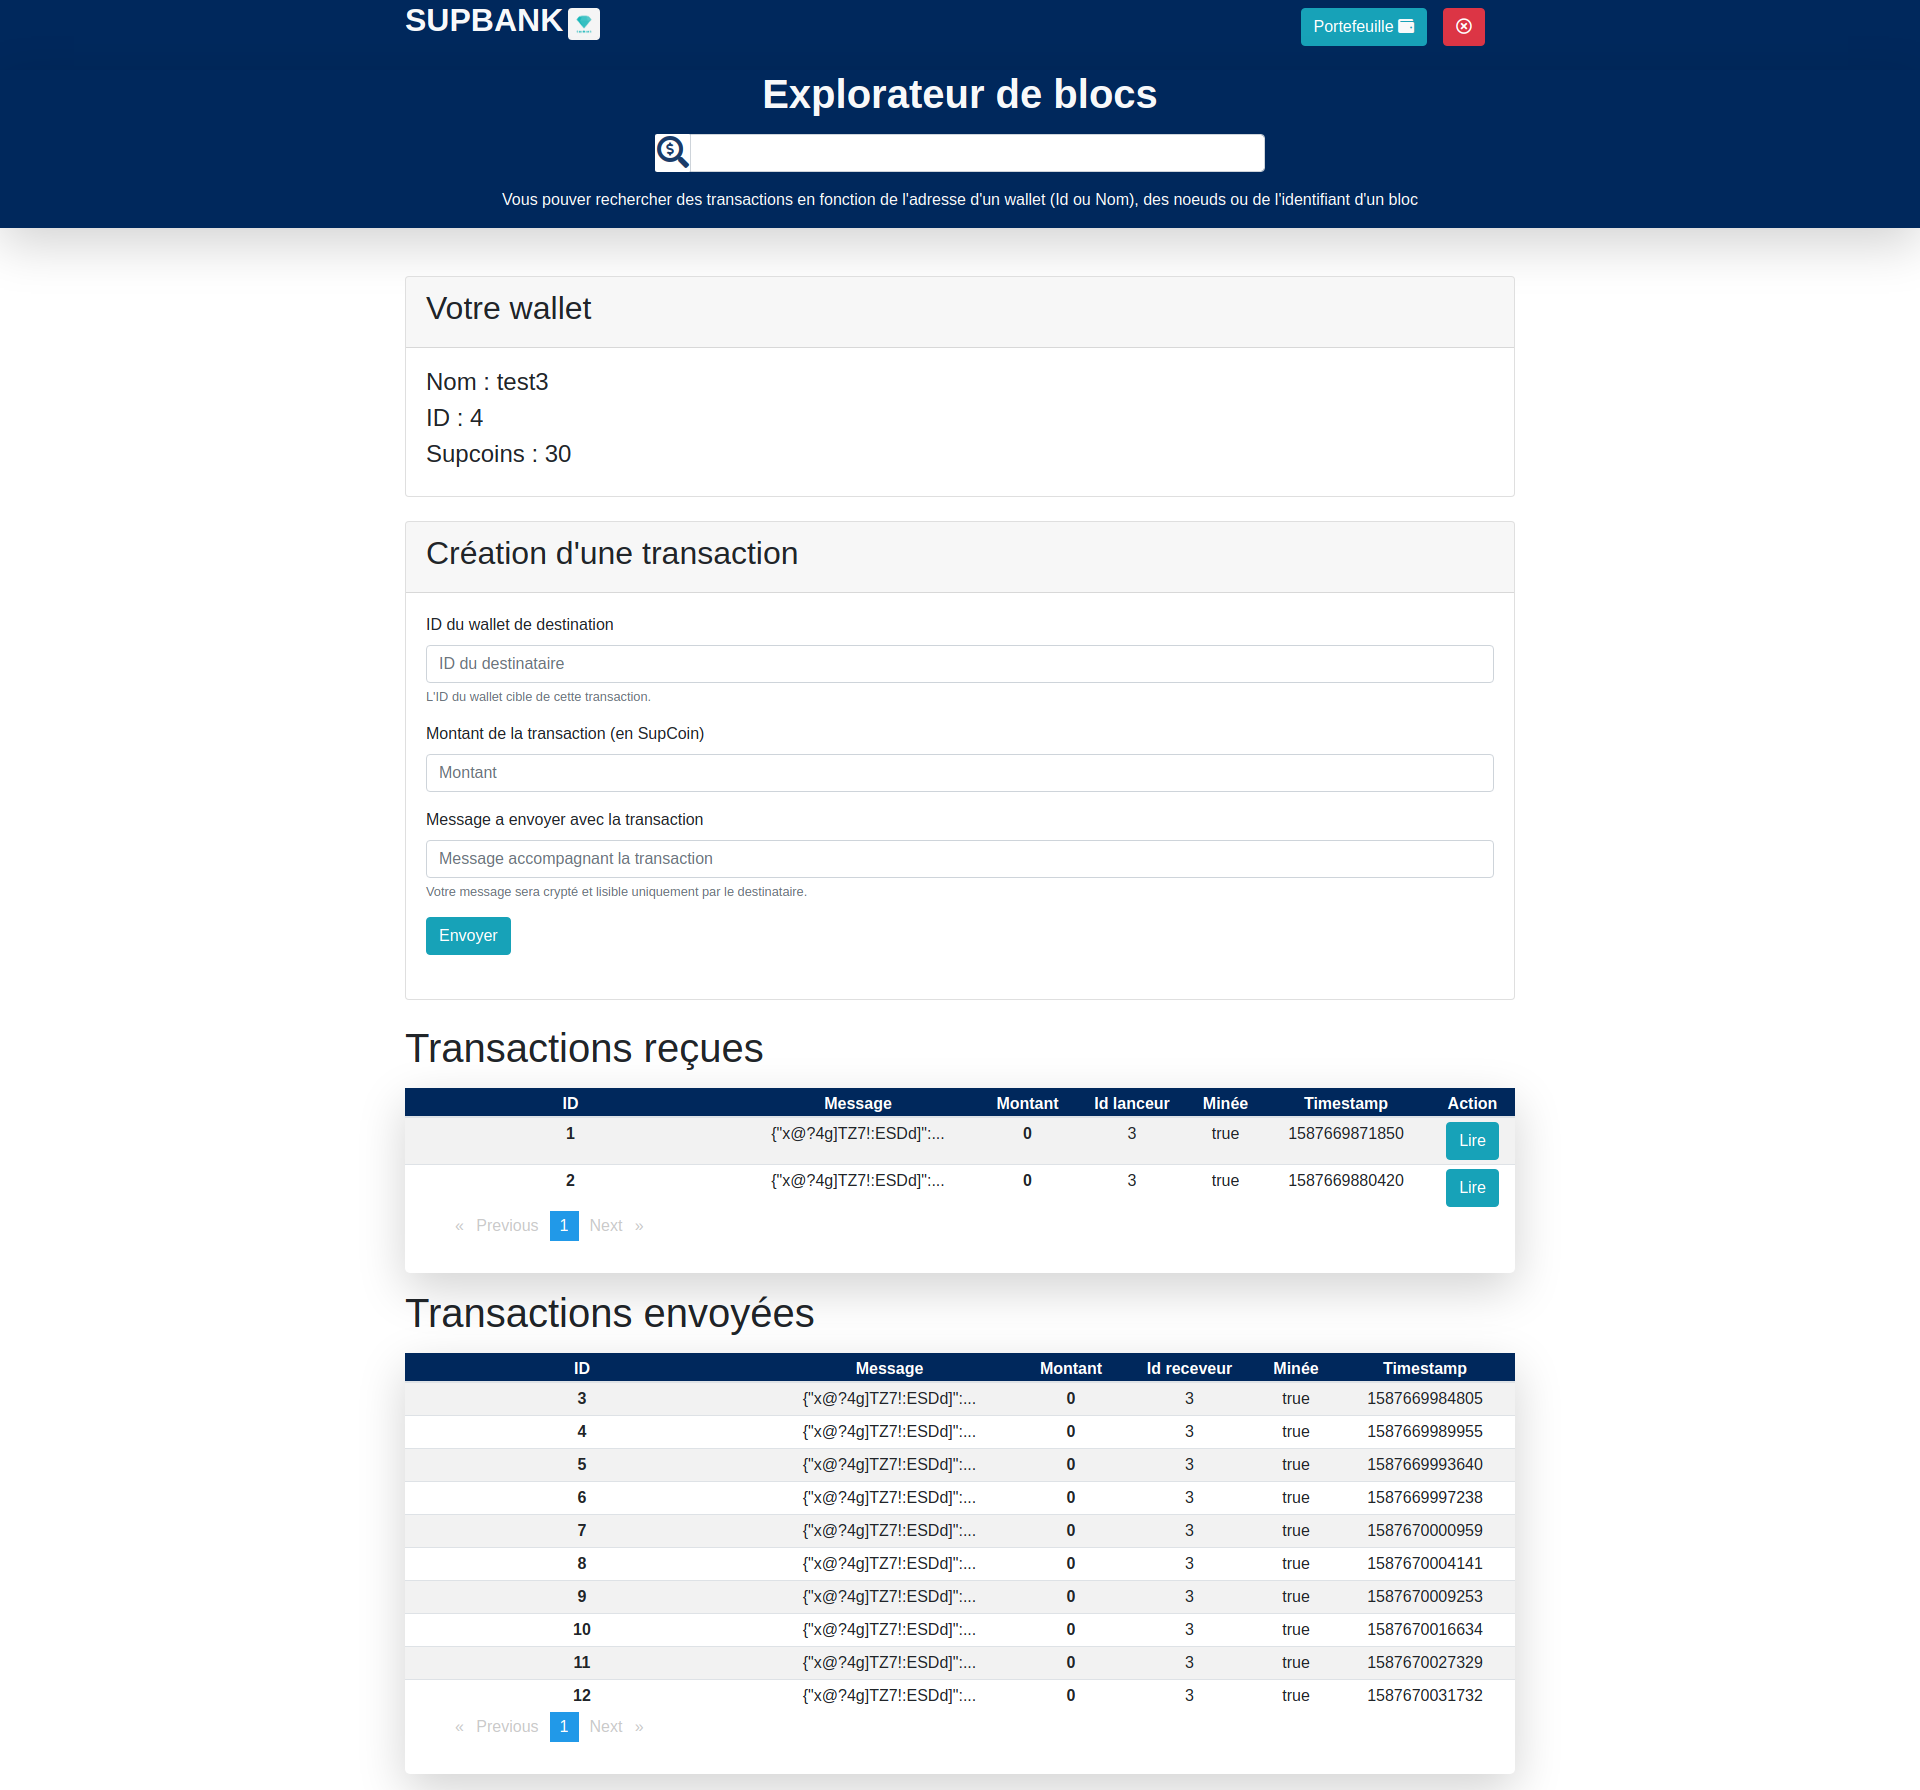 SUPBANK
Portefeuille
Explorateur de blocs
Vous pouver rechercher des transactions en fonction de l'adresse d'un wallet (Id ou Nom), des noeuds ou de l'identifiant d'un bloc
Votre wallet
Nom : test3
ID : 4
Supcoins : 30
Création d'une transaction
ID du wallet de destination
ID du destinataire
L'ID du wallet cible de cette transaction.
Montant de la transaction (en SupCoin)
Montant
Message a envoyer avec la transaction
Message accompagnant la transaction
Votre message sera crypté et lisible uniquement par le destinataire.
Envoyer
Transactions reçues
ID Message Montant Id lanceur Minée Timestamp Action
1 {"x@?4g]TZ7!:ESDd]":... 0 3 true 1587669871850 Lire
2 {"x@?4g]TZ7!:ESDd]":... 0 3 true 1587669880420 Lire
« Previous 1 Next »
Transactions envoyées
ID Message Montant Id receveur Minée Timestamp
3 {"x@?4g]TZ7!:ESDd]":... 0 3 true 1587669984805
4 {"x@?4g]TZ7!:ESDd]":... 0 3 true 1587669989955
5 {"x@?4g]TZ7!:ESDd]":... 0 3 true 1587669993640
6 {"x@?4g]TZ7!:ESDd]":... 0 3 true 1587669997238
7 {"x@?4g]TZ7!:ESDd]":... 0 3 true 1587670000959
8 {"x@?4g]TZ7!:ESDd]":... 0 3 true 1587670004141
9 {"x@?4g]TZ7!:ESDd]":... 0 3 true 1587670009253
10 {"x@?4g]TZ7!:ESDd]":... 0 3 true 1587670016634
11 {"x@?4g]TZ7!:ESDd]":... 0 3 true 1587670027329
12 {"x@?4g]TZ7!:ESDd]":... 0 3 true 1587670031732
« Previous 1 Next »